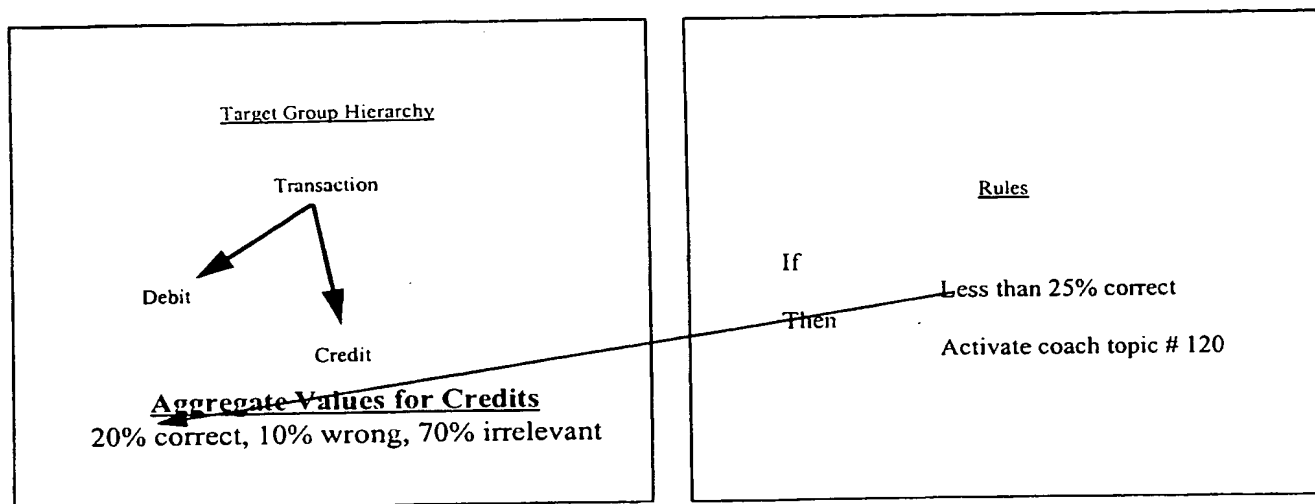 Target Group Hierarchy
Transaction
Debit
Credit
Aggregate Values for Credits
20% correct, 10% wrong, 70% irrelevant
Rules
If
Less than 25% correct
Then
Activate coach topic # 120